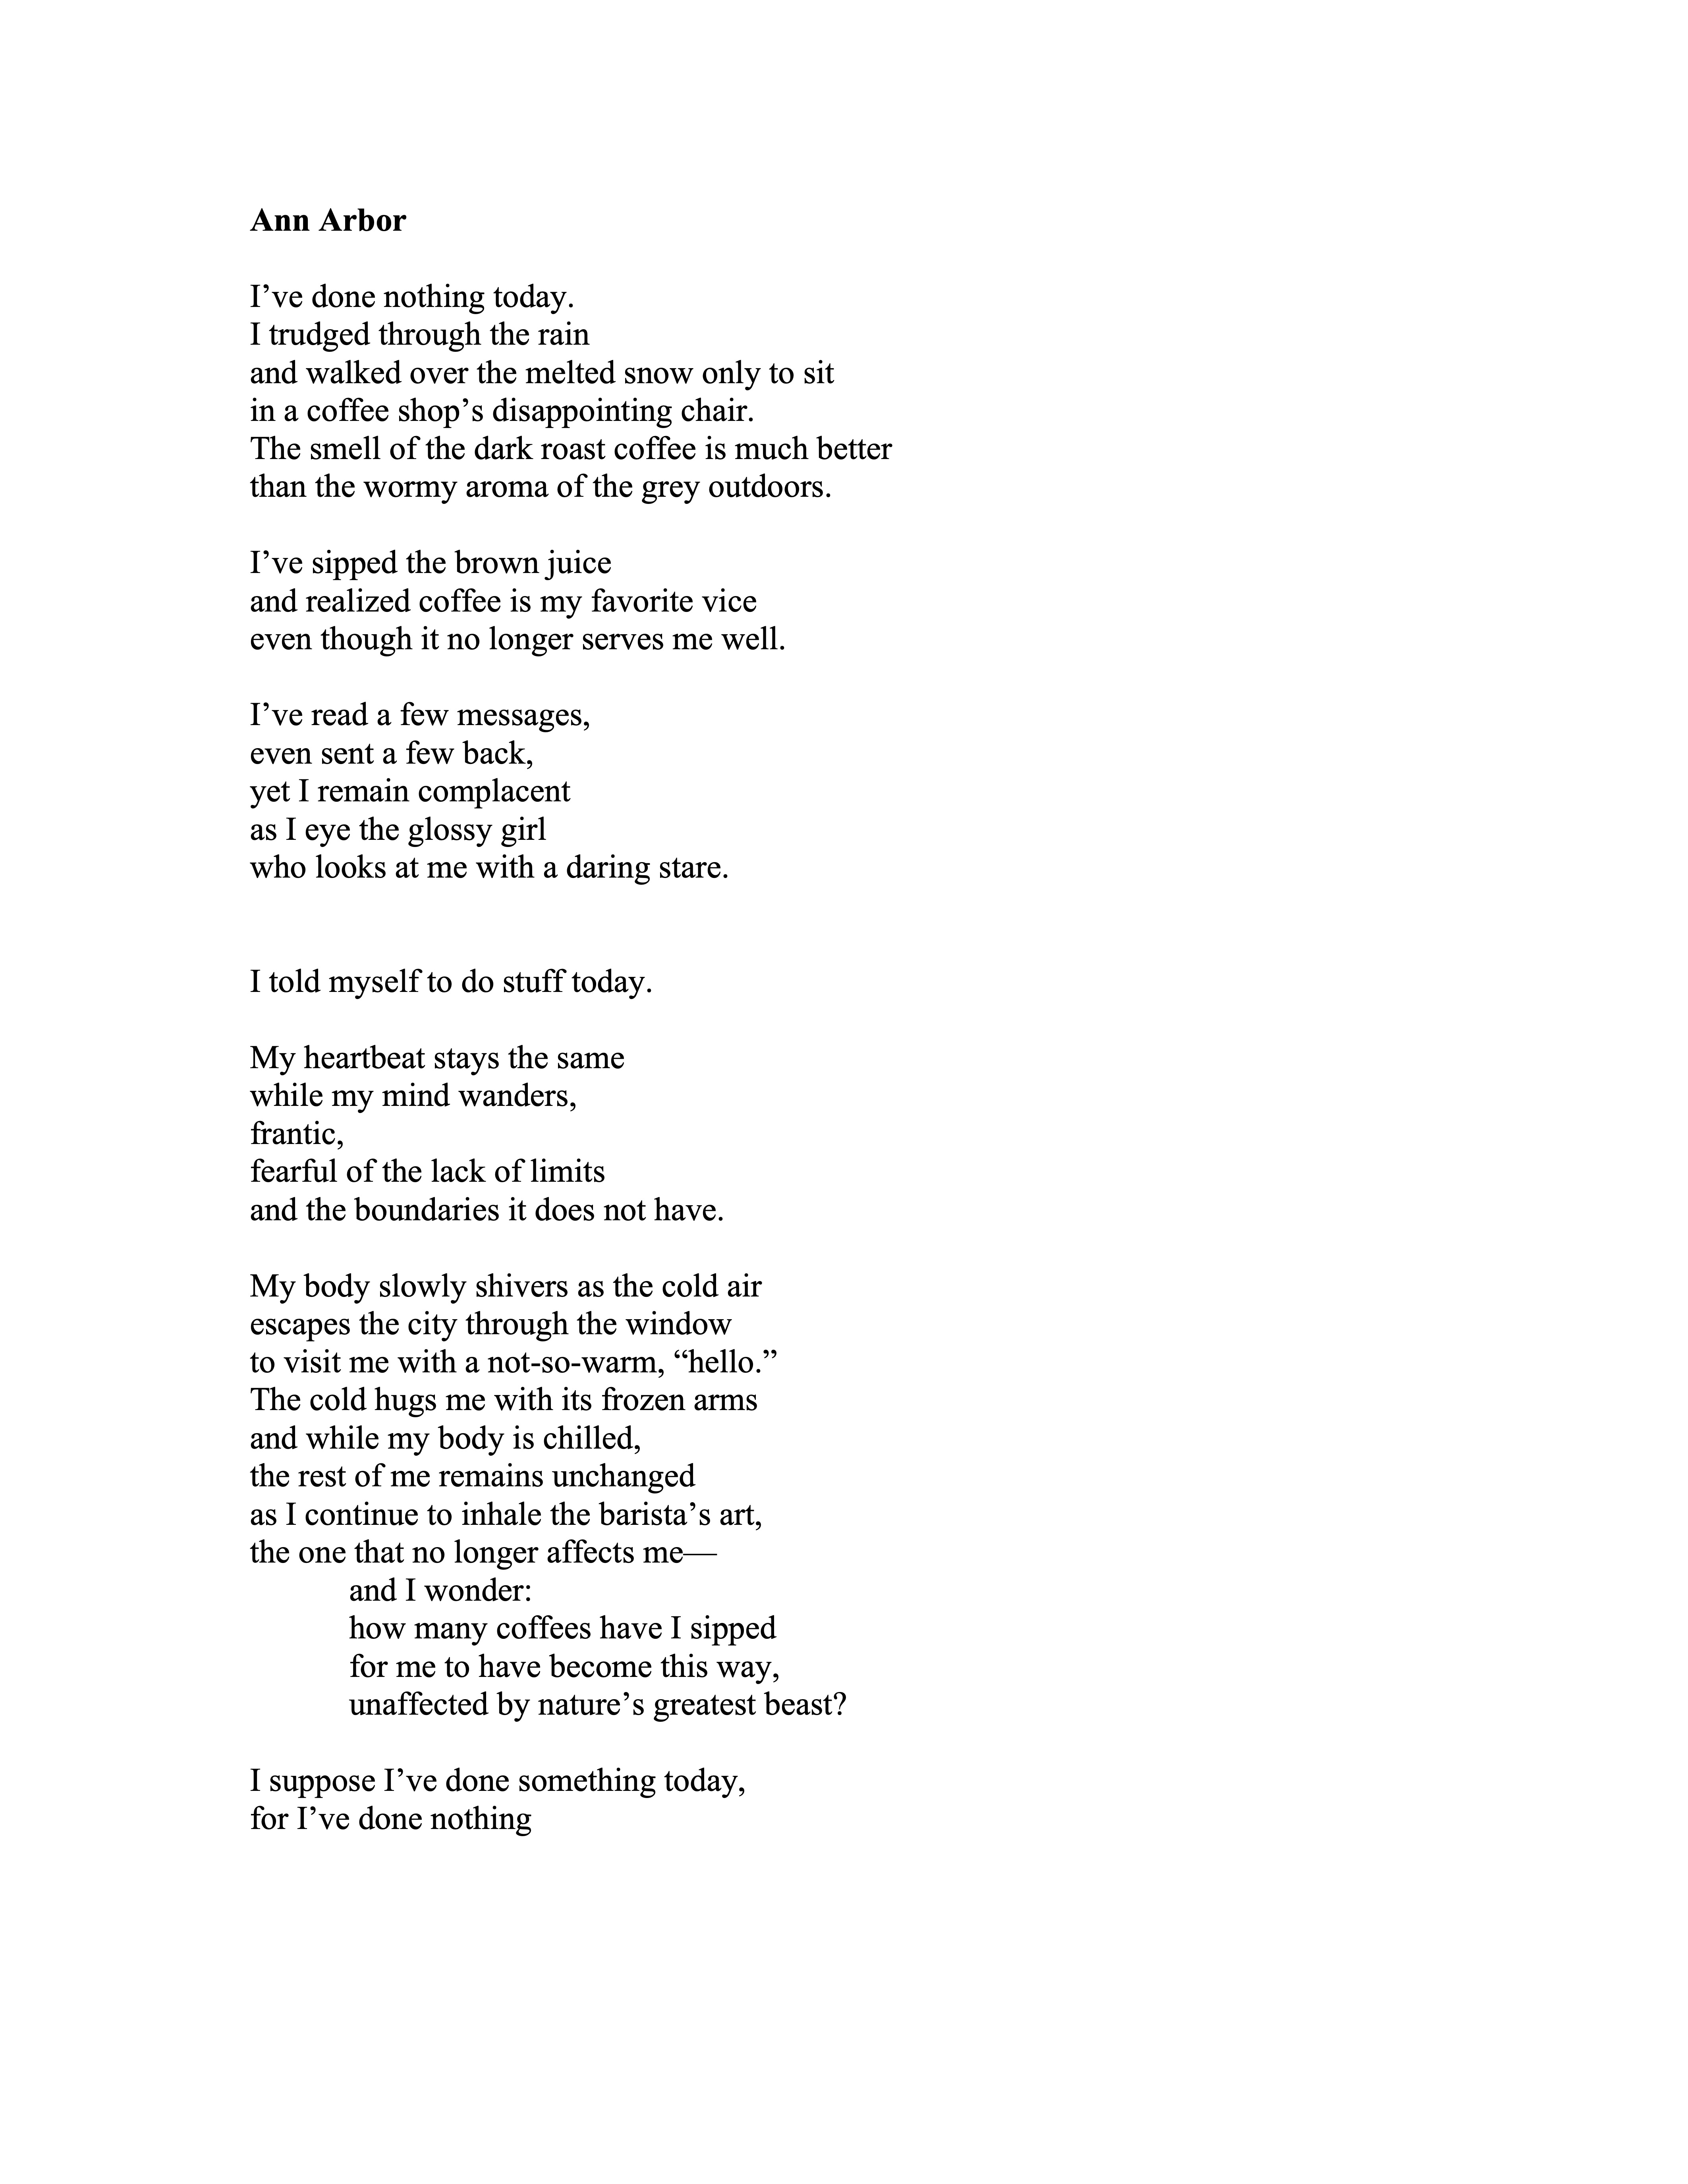 Ann Arbor
I’ve done nothing today.
I trudged through the rain
and walked over the melted snow only to sit
in a coffee shop’s disappointing chair.
The smell of the dark roast coffee is much better
than the wormy aroma of the grey outdoors.
I’ve sipped the brown juice
and realized coffee is my favorite vice
even though it no longer serves me well.
I’ve read a few messages,
even sent a few back,
yet I remain complacent
as I eye the glossy girl
who looks at me with a daring stare.
I told myself to do stuff today.
My heartbeat stays the same
while my mind wanders,
frantic,
fearful of the lack of limits
and the boundaries it does not have.
My body slowly shivers as the cold air
escapes the city through the window
to visit me with a not-so-warm, “hello.”
The cold hugs me with its frozen arms
and while my body is chilled,
the rest of me remains unchanged
as I continue to inhale the barista’s art,
the one that no longer affects me—
and I wonder:
how many coffees have I sipped
for me to have become this way,
unaffected by nature’s greatest beast?
I suppose I’ve done something today,
for I’ve done nothing